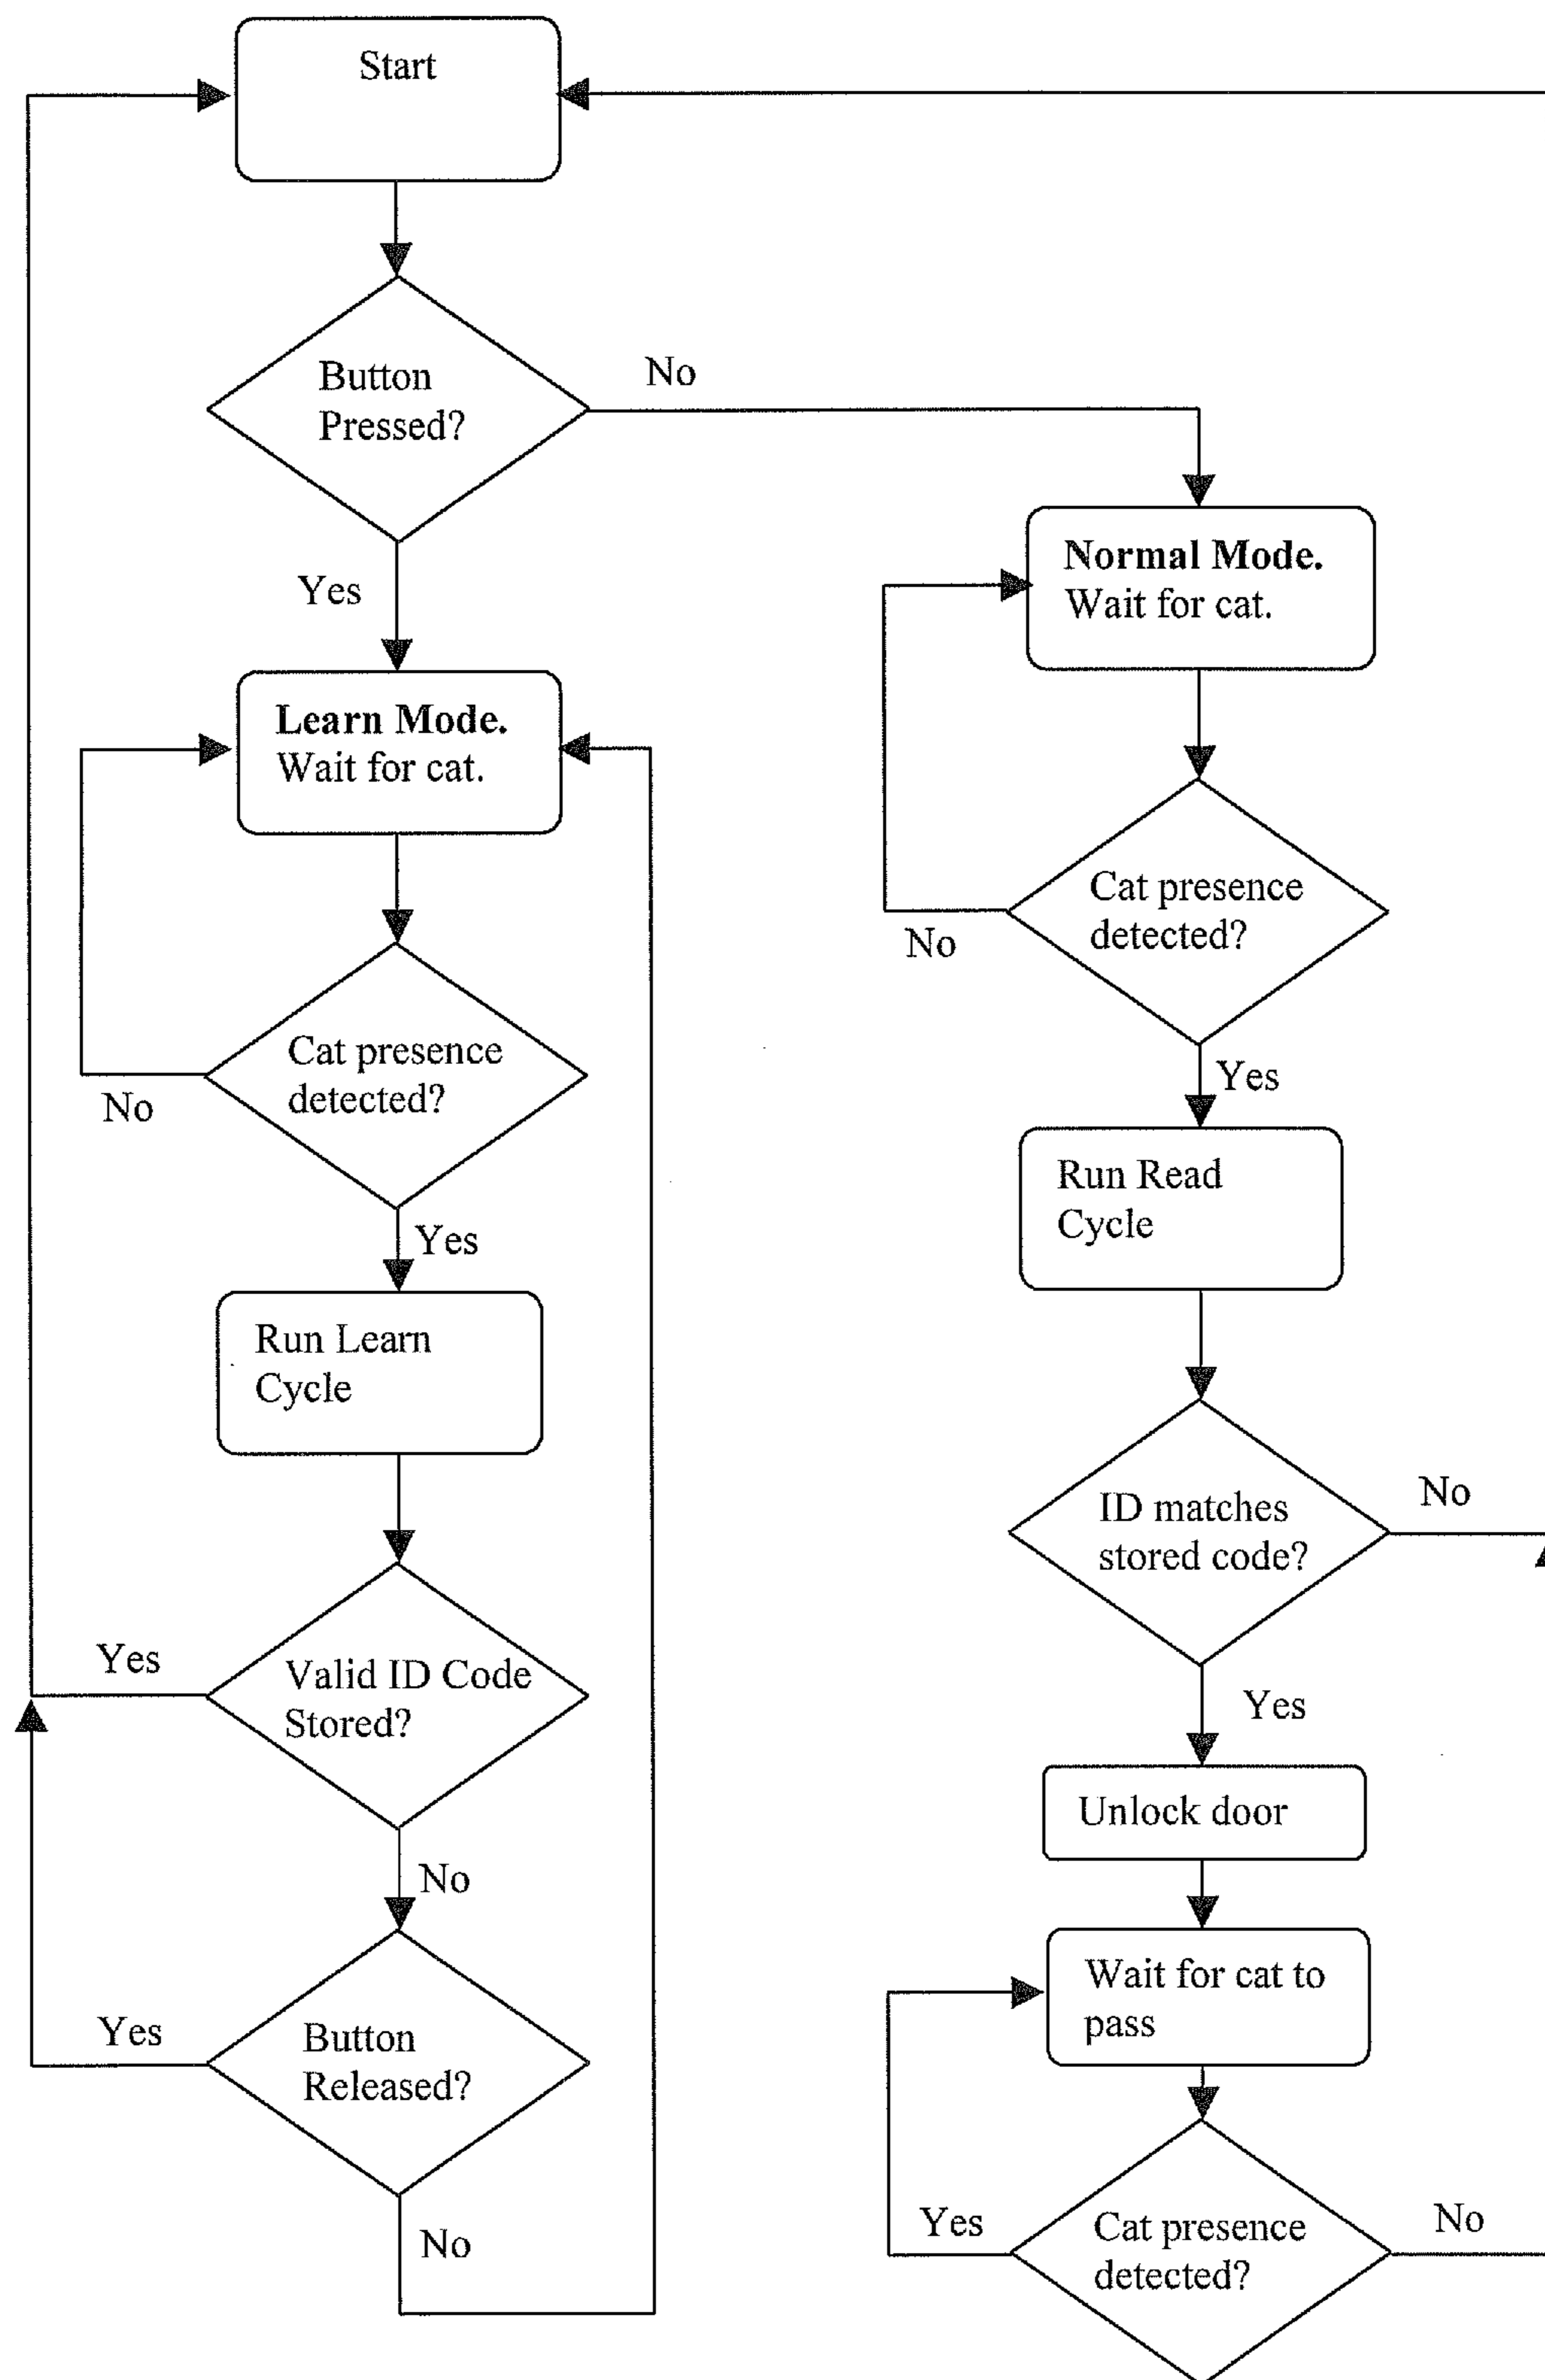 Start
Button
Pressed?
No
Yes
Normal Mode.
Wait for cat.
Learn Mode.
Wait for cat.
Cat presence
detected?
No
Yes
Cat presence
detected?
No
Yes
Run Read
Cycle
Run Learn
Cycle
ID matches
stored code?
No
Yes
Valid ID Code
Stored?
Yes
No
Unlock door
Wait for cat to
pass
Button
Released?
Yes
No
Cat presence
detected?
Yes
No